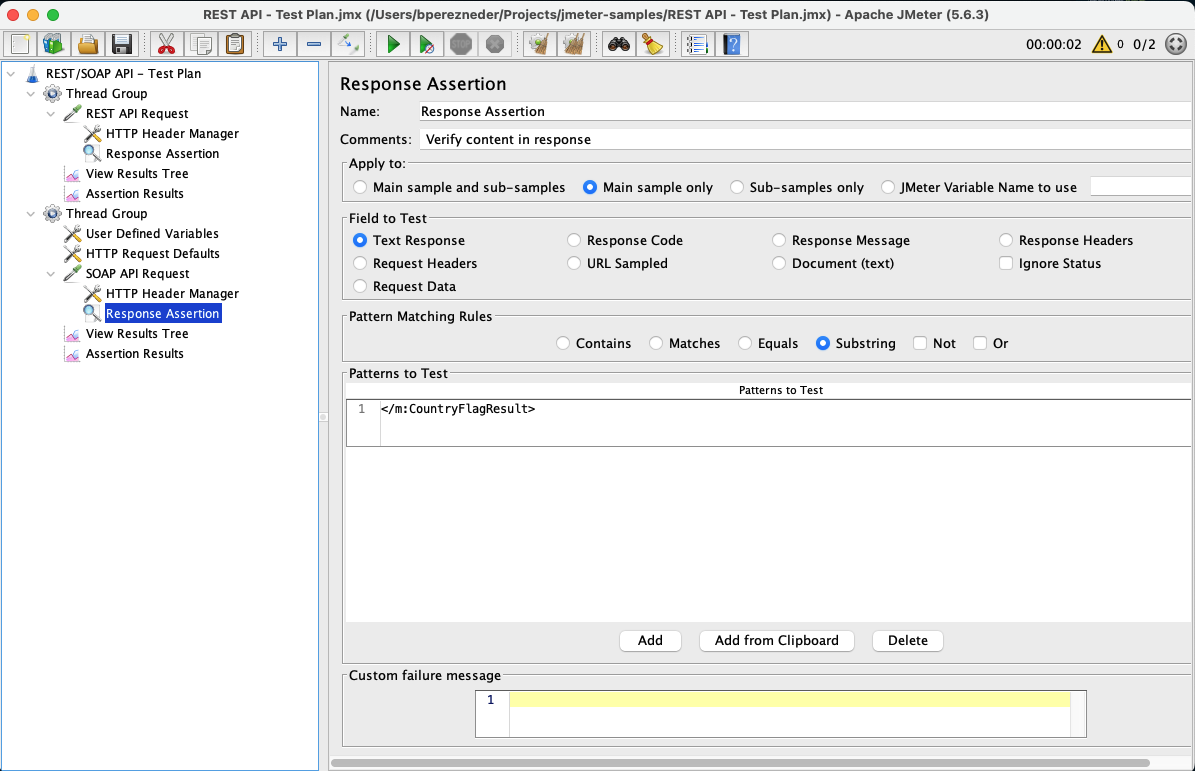 REST API - Test Plan.jmx (/Users/bperezneder/Projects/jmeter-samples/REST API - Test Plan.jmx) - Apache JMeter (5.6.3)
STOP
00:00:02 0 0/2
REST/SOAP API - Test Plan
Thread Group
REST API Request
HTTP Header Manager
Response Assertion
View Results Tree
Assertion Results
Thread Group
User Defined Variables
HTTP Request Defaults
SOAP API Request
HTTP Header Manager
Response Assertion
View Results Tree
Assertion Results
Response Assertion
Name: Response Assertion
Comments: Verify content in response
Apply to:
Main sample and sub-samples Main sample only Sub-samples only JMeter Variable Name to use
Field to Test
Text Response Response Code Response Message Response Headers
Request Headers URL Sampled Document (text) Ignore Status
Request Data
Pattern Matching Rules
Contains Matches Equals Substring Not Or
Patterns to Test
Patterns to Test
1 </m:CountryFlagResult>
Add Add from Clipboard Delete
Custom failure message
1